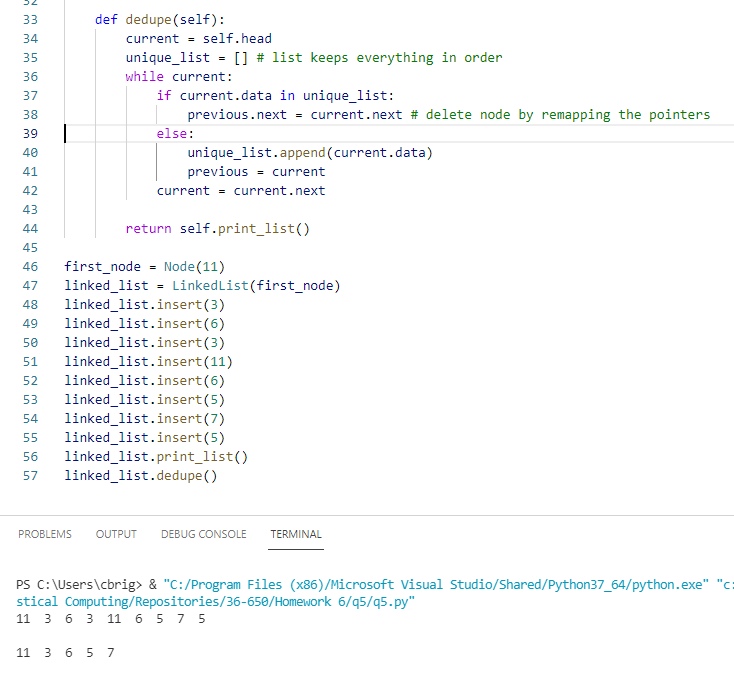 32
33 def dedupe(self):
34 current = self.head
35 unique_list = [] # list keeps everything in order
36 while current:
37 if current.data in unique_list:
38 previous.next = current.next # delete node by remapping the pointers
39 else:
40 unique_list.append(current.data)
41 previous = current
42 current = current.next
43
44 return self.print_list()
45
46 first_node = Node(11)
47 linked_list = LinkedList(first_node)
48 linked_list.insert(3)
49 linked_list.insert(6)
50 linked_list.insert(3)
51 linked_list.insert(11)
52 linked_list.insert(6)
53 linked_list.insert(5)
54 linked_list.insert(7)
55 linked_list.insert(5)
56 linked_list.print_list()
57 linked_list.dedupe()
PROBLEMS OUTPUT DEBUG CONSOLE TERMINAL
PS C:\Users\cbrig> & "C:/Program Files (x86)/Microsoft Visual Studio/Shared/Python37_64/python.exe" "c:
stical Computing/Repositories/36-650/Homework 6/q5/q5.py"
11 3 6 3 11 6 5 7 5
11 3 6 5 7